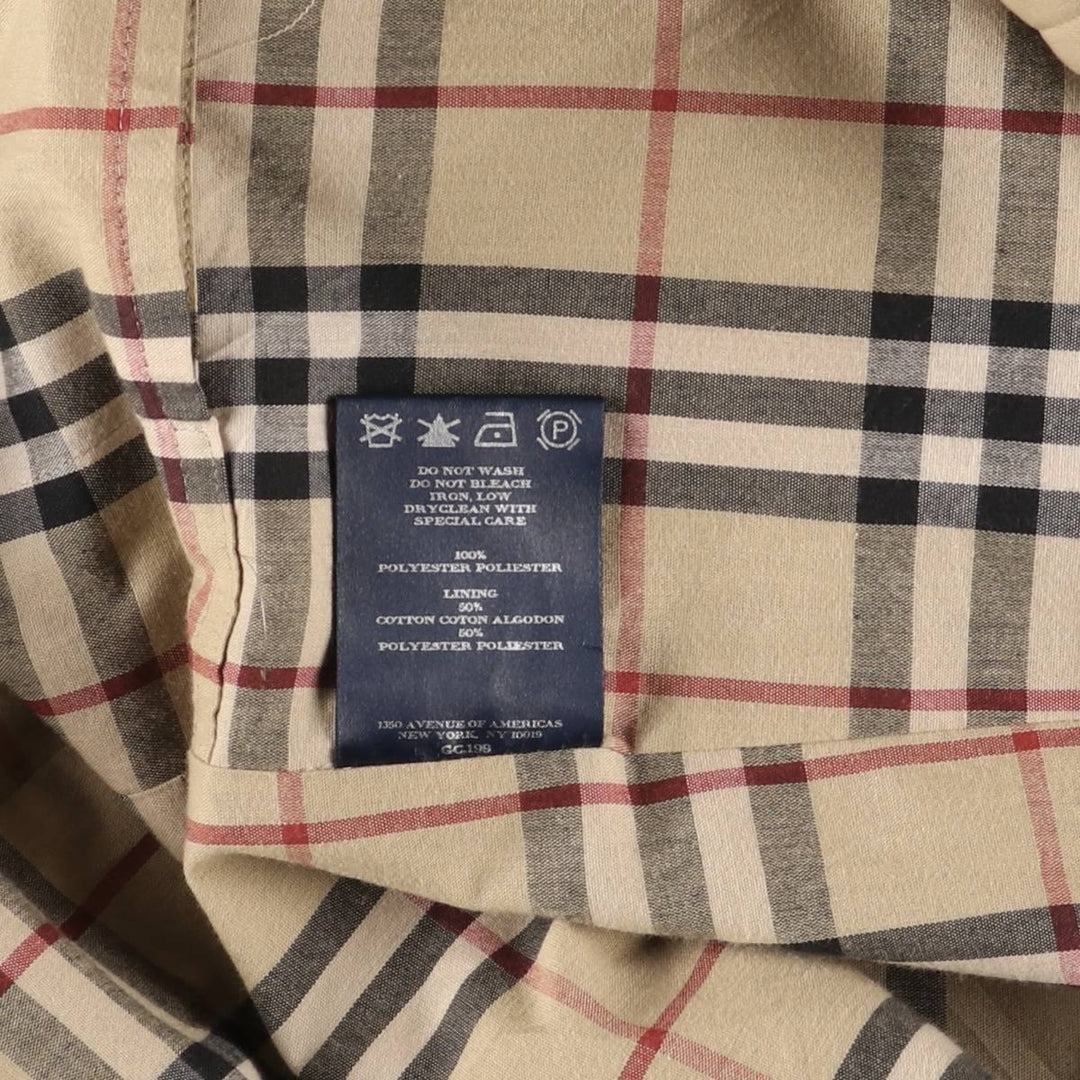 P
DO NOT WASH
DO NOT BLEACH
IRON, LOW
DRYCLEAN WITH
SPECIAL CARE
100%
POLYESTER POLIESTER
LINING
50%
COTTON COTON ALGODON
50%
POLYESTER POLIESTER
1350 AVENUE OF AMERICAS
NEW YORK, NY 10019
GC.199